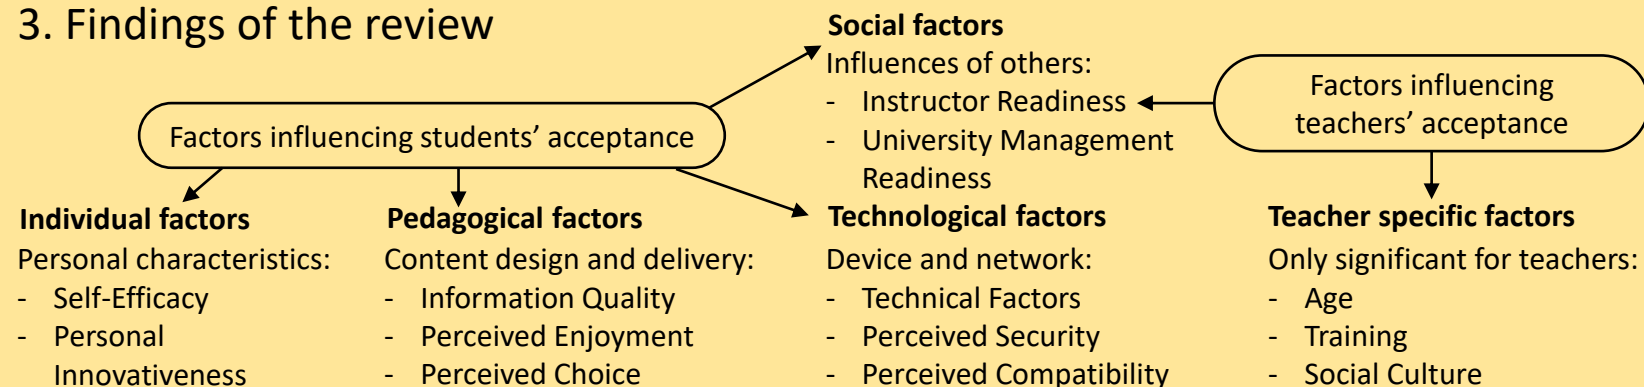 3. Findings of the review
Factors influencing students' acceptance
Social factors
Influences of others:
- Instructor Readiness
- University Management
Readiness
Factors influencing
teachers' acceptance
Individual factors
Personal characteristics:
- Self-Efficacy
- Personal
Innovativeness
Pedagogical factors
Content design and delivery:
- Information Quality
- Perceived Enjoyment
- Perceived Choice
Technological factors
Device and network:
- Technical Factors
- Perceived Security
- Perceived Compatibility
Teacher specific factors
Only significant for teachers:
- Age
- Training
- Social Culture